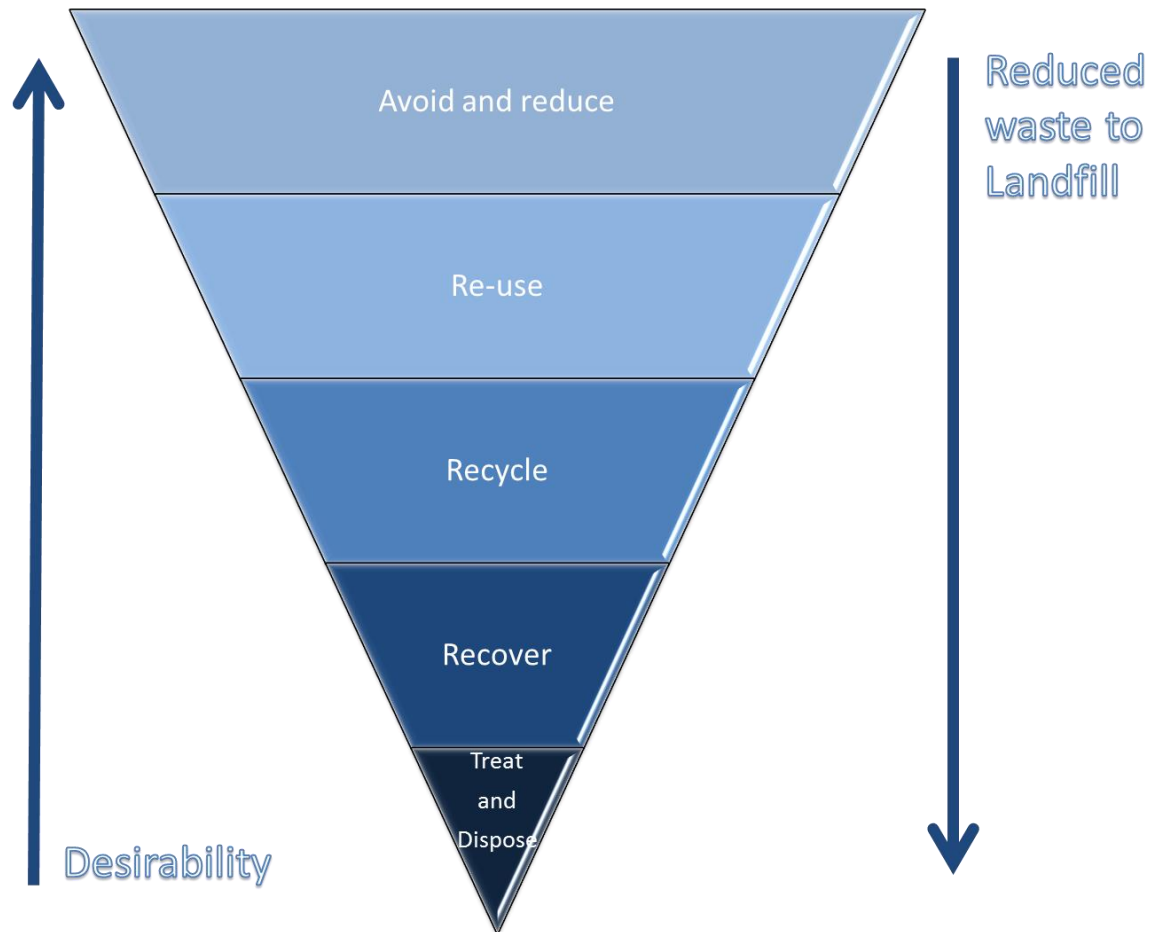 Avoid and reduce
Reduced
waste to
Landfill
Re-use
Recycle
Recover
Treat
and
Dispose
Desirability